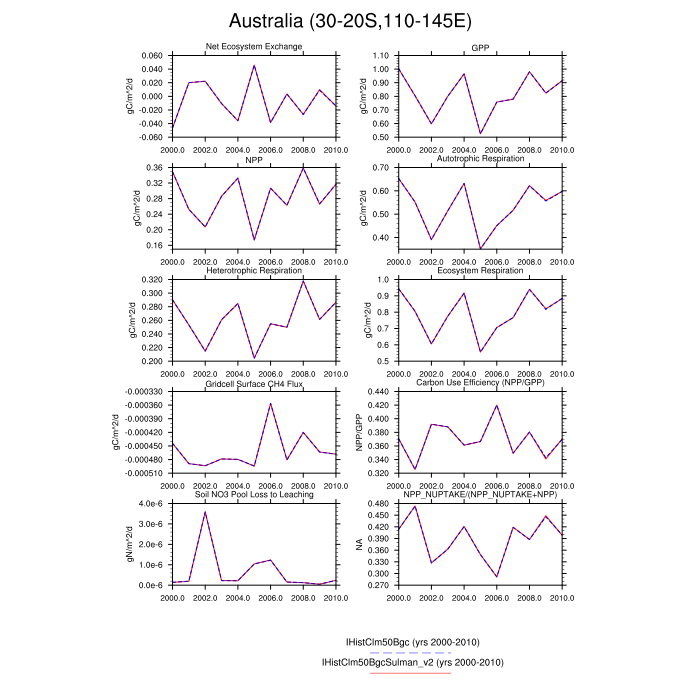 Australia (30-20S,110-145E)
Net Ecosystem Exchange
gC/m^2/d
0.060
0.040
0.020
0.000
-0.020
-0.040
-0.060
2000.0 2002.0 2004.0 2006.0 2008.0 2010.0
GPP
gC/m^2/d
1.10
1.00
0.90
0.80
0.70
0.60
0.50
2000.0 2002.0 2004.0 2006.0 2008.0 2010.0
NPP
gC/m^2/d
0.36
0.32
0.28
0.24
0.20
0.16
2000.0 2002.0 2004.0 2006.0 2008.0 2010.0
Autotrophic Respiration
gC/m^2/d
0.70
0.60
0.50
0.40
2000.0 2002.0 2004.0 2006.0 2008.0 2010.0
Heterotrophic Respiration
gC/m^2/d
0.320
0.300
0.280
0.260
0.240
0.220
0.200
2000.0 2002.0 2004.0 2006.0 2008.0 2010.0
Ecosystem Respiration
gC/m^2/d
1.0
0.9
0.8
0.7
0.6
0.5
2000.0 2002.0 2004.0 2006.0 2008.0 2010.0
Gridcell Surface CH4 Flux
gC/m^2/d
-0.000330
-0.000360
-0.000390
-0.000420
-0.000450
-0.000480
-0.000510
2000.0 2002.0 2004.0 2006.0 2008.0 2010.0
Carbon Use Efficiency (NPP/GPP)
NPP/GPP
0.440
0.420
0.400
0.380
0.360
0.340
0.320
2000.0 2002.0 2004.0 2006.0 2008.0 2010.0
Soil NO3 Pool Loss to Leaching
gN/m^2/d
4.0e-6
3.0e-6
2.0e-6
1.0e-6
0.0e-6
2000.0 2002.0 2004.0 2006.0 2008.0 2010.0
NPP_NUPTAKE/(NPP_NUPTAKE+NPP)
NA
0.480
0.450
0.420
0.390
0.360
0.330
0.300
0.270
2000.0 2002.0 2004.0 2006.0 2008.0 2010.0
IHistClm50Bgc (yrs 2000-2010)
IHistClm50BgcSulman_v2 (yrs 2000-2010)